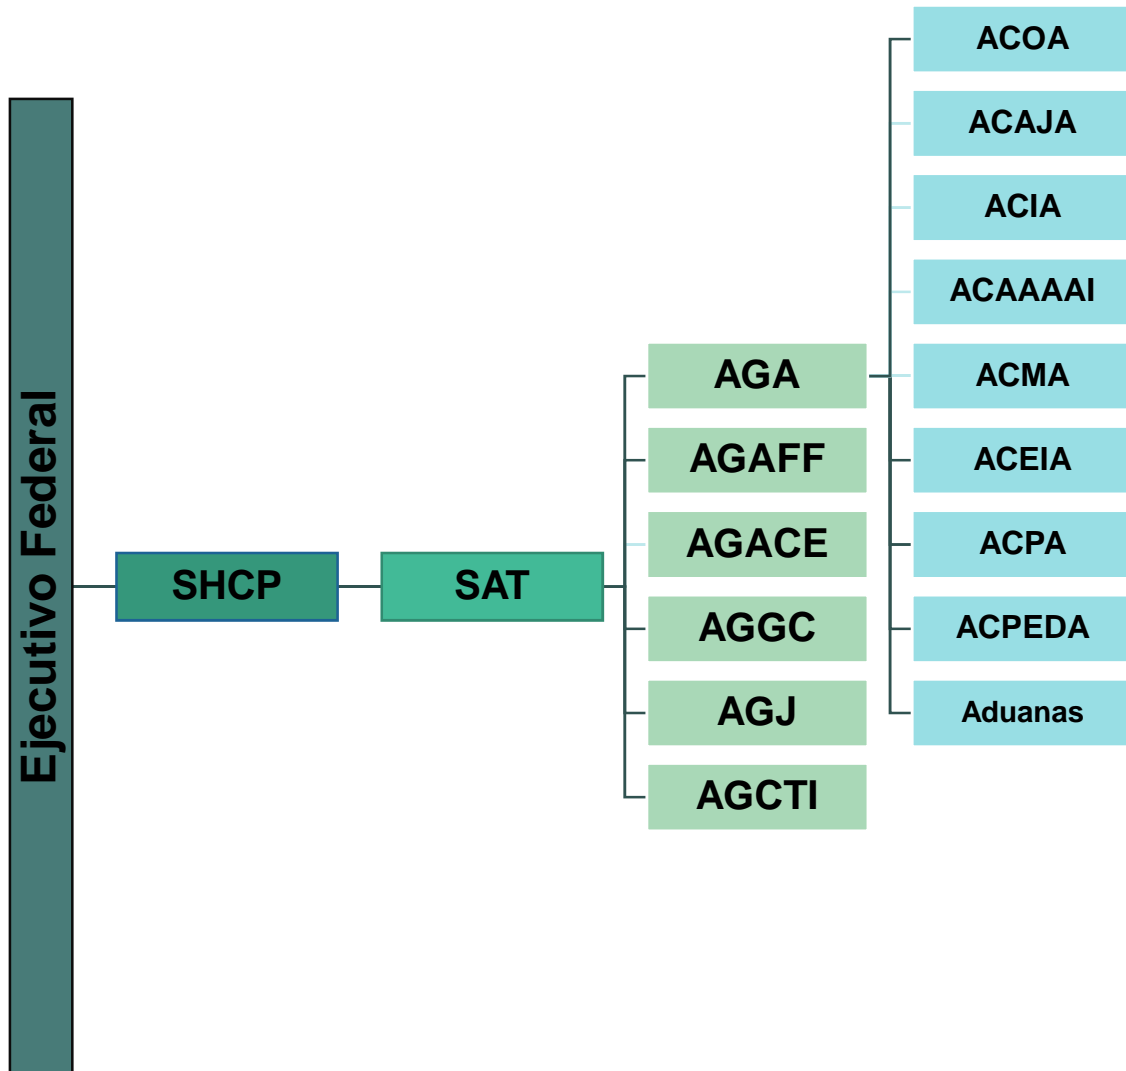 Ejecutivo Federal
SHCP
SAT
AGA
AGAFF
AGACE
AGGC
AGJ
AGCTI
ACOA
ACAJA
ACIA
ACAAAAI
ACMA
ACEIA
ACPA
ACPEDA
Aduanas